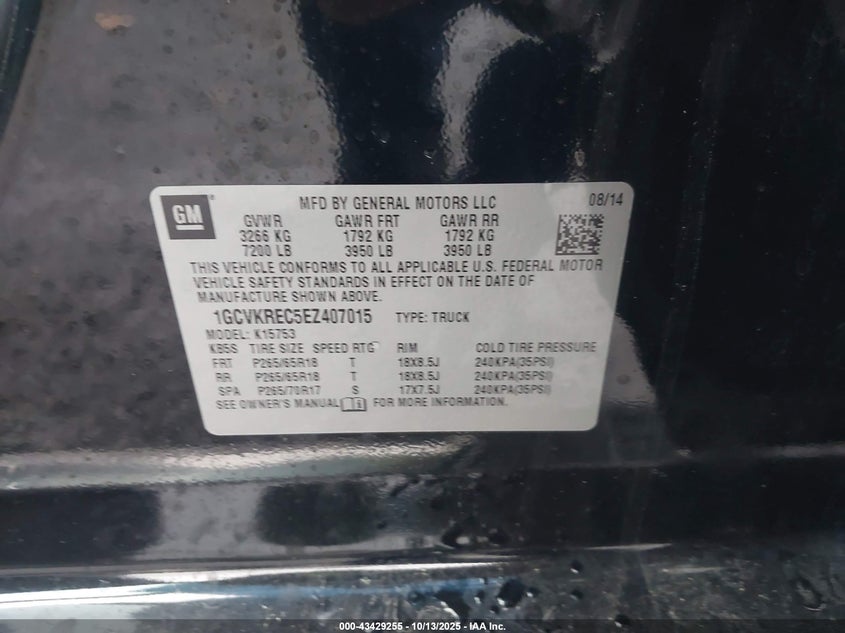 GM
MFD BY GENERAL MOTORS LLC 08/14
GVWR GAWR FRT GAWR RR
3266 KG 1792 KG 1792 KG
7200 LB 3950 LB 3950 LB
THIS VEHICLE CONFORMS TO ALL APPLICABLE U.S. FEDERAL MOTOR
VEHICLE SAFETY STANDARDS IN EFFECT ON THE DATE OF
MANUFACTURE SHOWN ABOVE.
1GCVKREC5EZ407015 TYPE: TRUCK
MODEL: K15753
KB5S TIRE SIZE SPEED RTG RIM COLD TIRE PRESSURE
FRT P265/65R18 T 18X8.5J 240KPA(35PSI)
RR P265/65R18 T 18X8.5J 240KPA(35PSI)
SPA P265/70R17 S 17X7.5J 240KPA(35PSI)
SEE OWNER'S MANUAL FOR MORE INFORMATION.
000-43429255 - 10/13/2025 - IAA Inc.